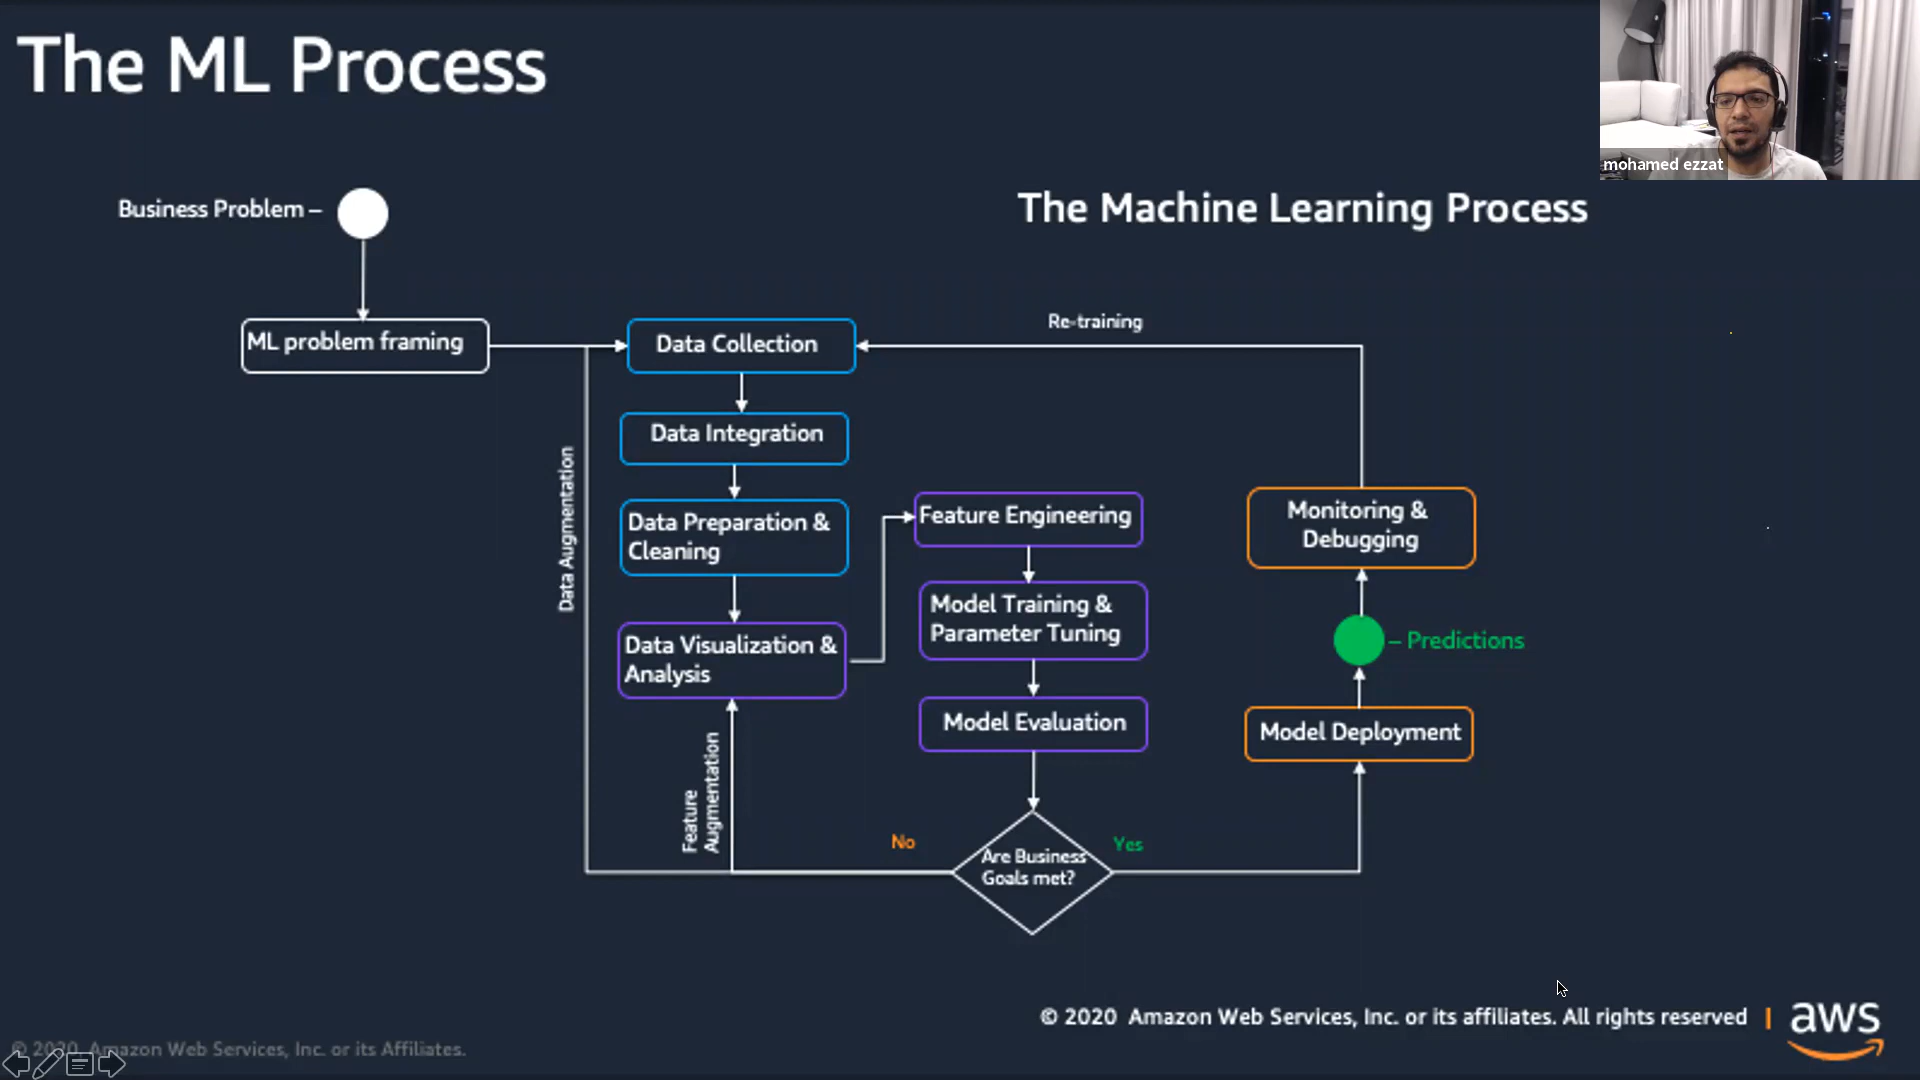 The ML Process
mohamed ezzat
Business Problem –
The Machine Learning Process
ML problem framing
Data Collection
Re-training
Data Integration
Data Augmentation
Data Preparation &
Cleaning
Feature Engineering
Monitoring &
Debugging
Model Training &
Parameter Tuning
– Predictions
Data Visualization &
Analysis
Model Evaluation
Model Deployment
Feature
Augmentation
No
Yes
Are Business
Goals met?
© 2020 Amazon Web Services, Inc. or its affiliates. All rights reserved
aws
© 2020, Amazon Web Services, Inc. or its Affiliates.